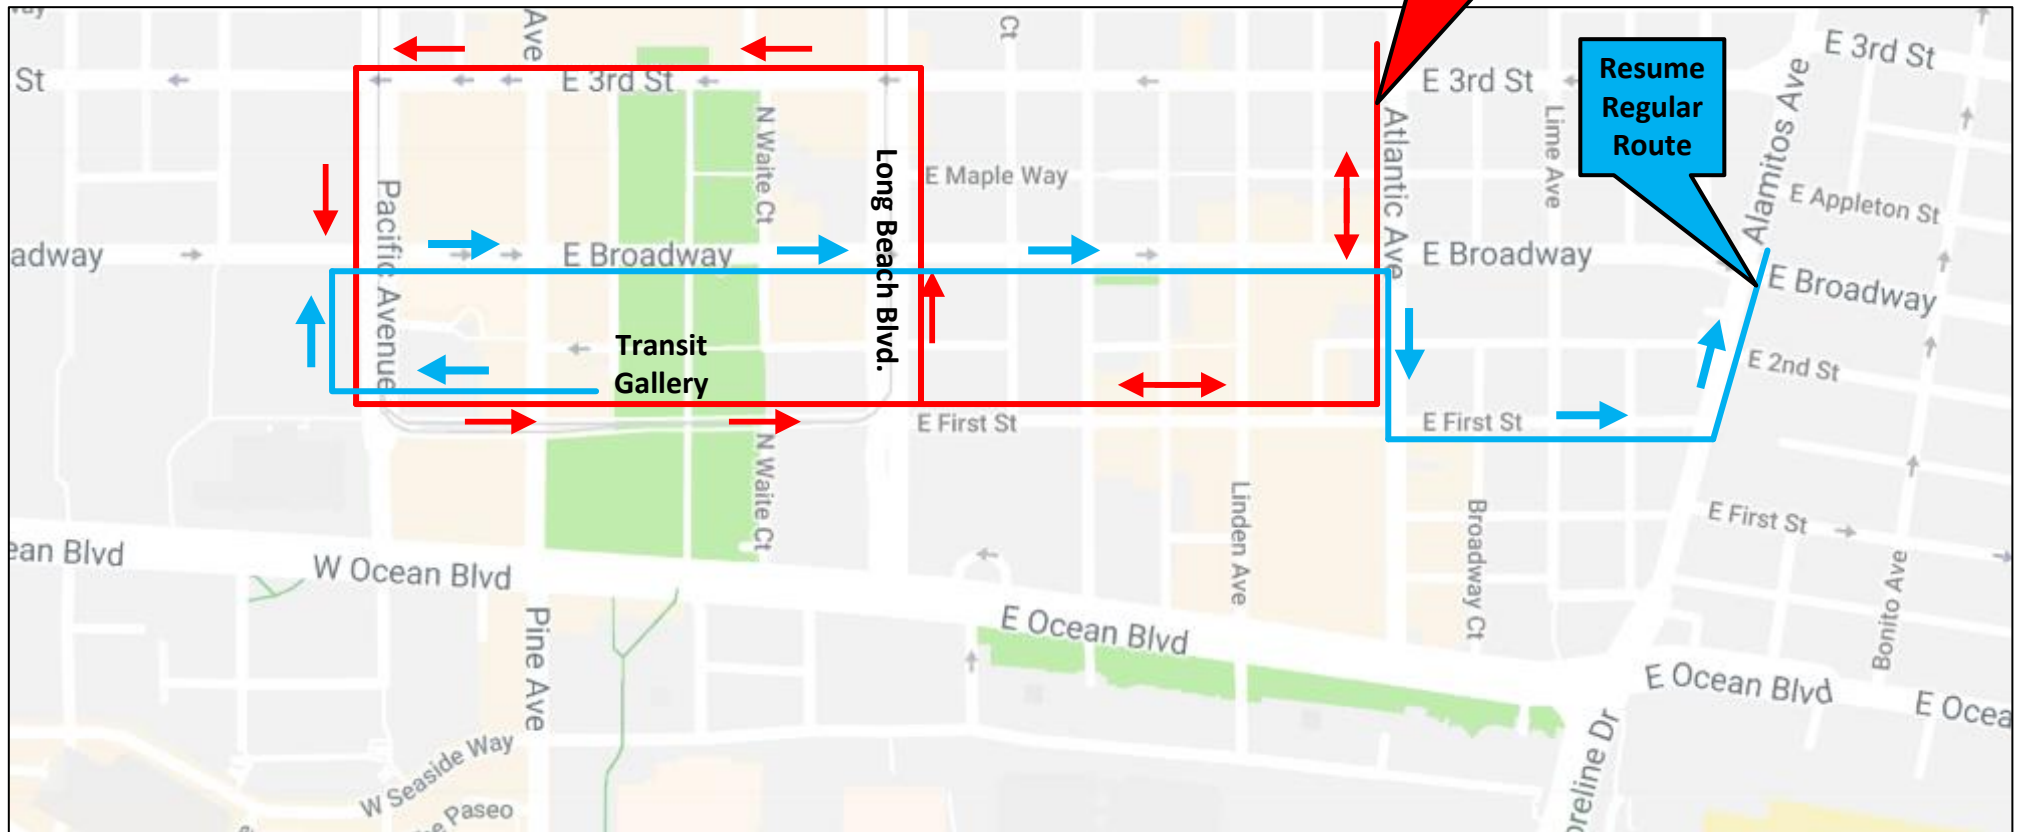 Ave
Ct
St
E 3rd St
E 3rd St
E 3rd St
Resume
Regular
Route
Alamitos Ave
N Waite Ct
Long Beach Blvd.
Atlantic Ave
Lime Ave
E Maple Way
Pacific Avenue
E Appleton St
adway
E Broadway
E Broadway
E Broadway
Transit
Gallery
E 2nd St
E First St
E First St
E First St
N Waite Ct
Linden Ave
Broadway Ct
Bonito Ave
ean Blvd
W Ocean Blvd
E Ocean Blvd
E Ocean Blvd
E Ocea
Pine Ave
W Seaside Way
Paseo
oreline Dr